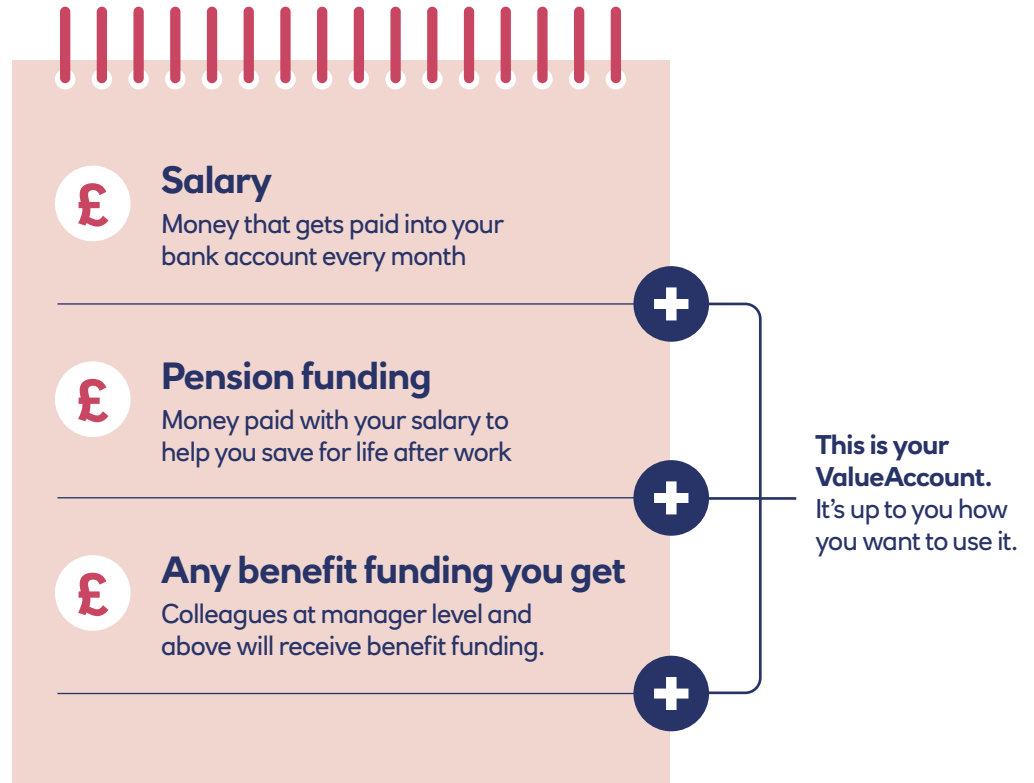 £
Salary
Money that gets paid into your
bank account every month
£
Pension funding
Money paid with your salary to
help you save for life after work
£
Any benefit funding you get
Colleagues at manager level and
above will receive benefit funding.
This is your
ValueAccount.
It’s up to you how
you want to use it.